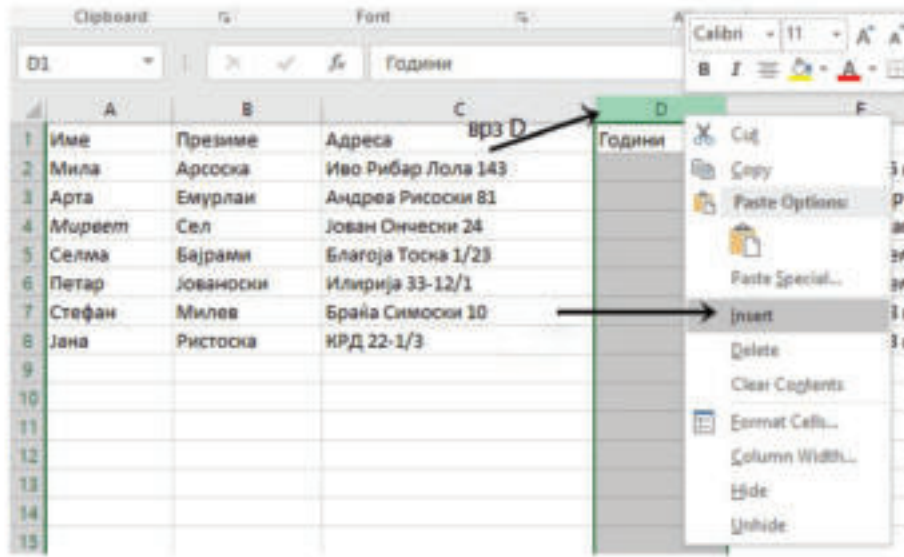 Clipboard Font
Calibri 11 A A
D1 fx Години B I A
A B C D
врз D
1 Име Презиме Адреса Години
2 Мила Арсоска Иво Рибар Лола 143
3 Арта Емурлаи Андреа Рисоски 81
4 Мирвет Сел Јован Ончески 24
5 Селма Бајрами Благоја Тоска 1/23
6 Петар Јованоски Илирија 33-12/1
7 Стефан Милев Браќа Симоски 10
8 Јана Ристоска КРД 22-1/3
9
10
11
12
13
14
15
Cut
Copy
Paste Options:
Paste Special...
Insert
Delete
Clear Contents
Format Cells...
Column Width...
Hide
Unhide